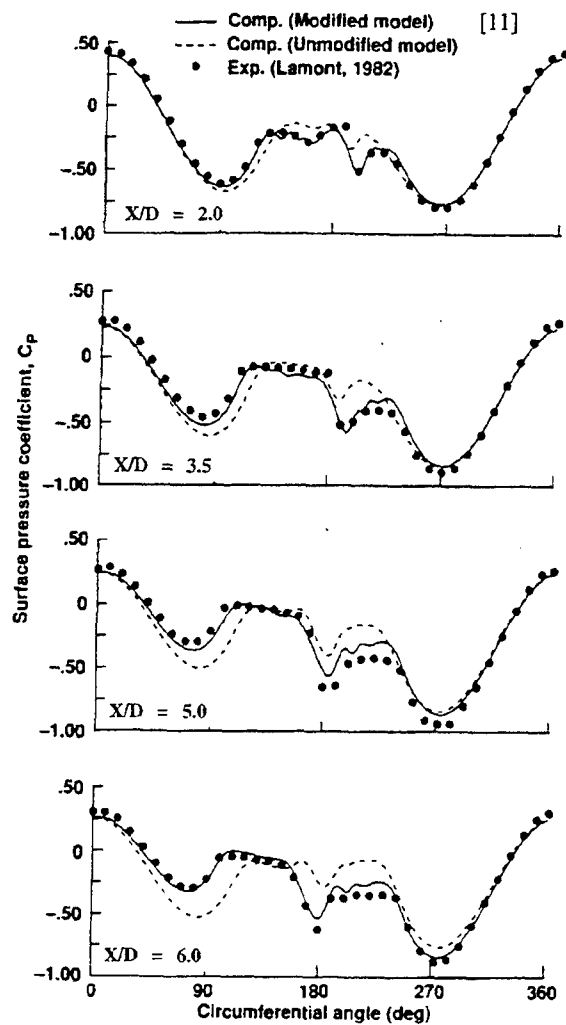 Comp. (Modified model) [11]
Comp. (Unmodified model)
Exp. (Lamont, 1982)
.50
0
-.50
-1.00
X/D = 2.0
.50
0
-.50
-1.00
X/D = 3.5
Surface pressure coefficient, CP
.50
0
-.50
-1.00
X/D = 5.0
.50
0
-.50
-1.00
X/D = 6.0
0 90 180 270 360
Circumferential angle (deg)